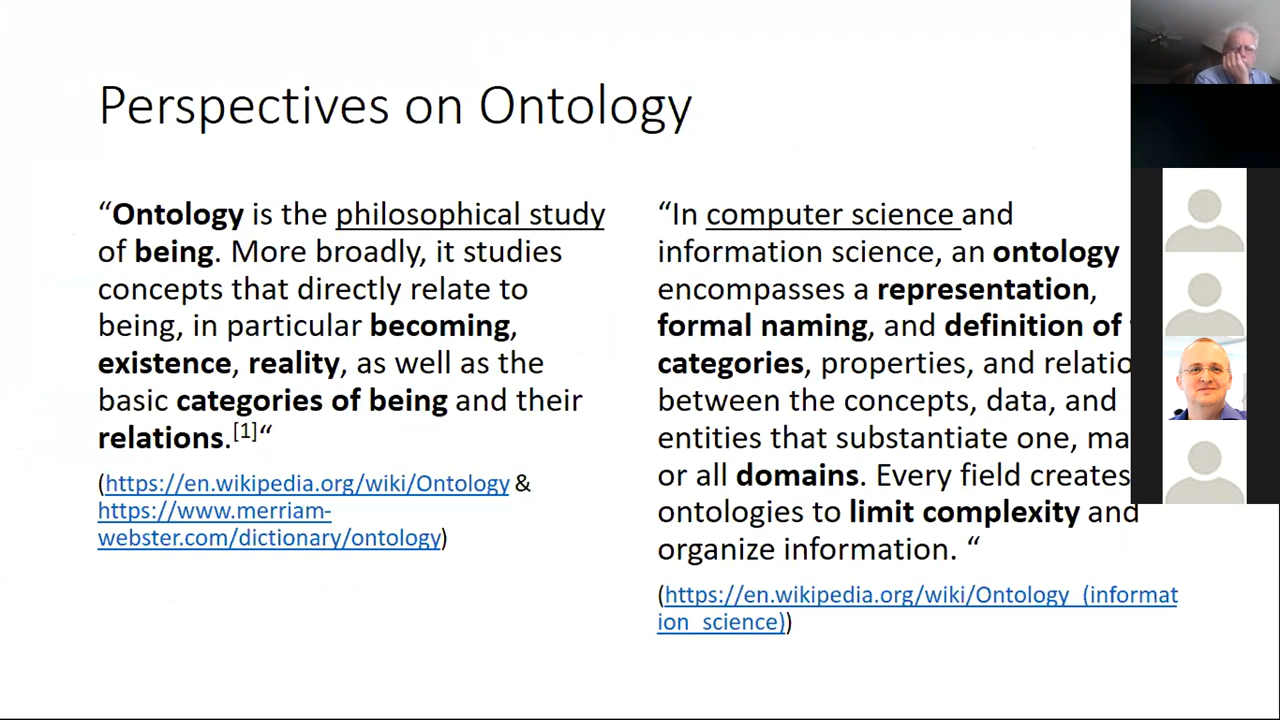 Perspectives on Ontology
“Ontology is the philosophical study
of being. More broadly, it studies
concepts that directly relate to
being, in particular becoming,
existence, reality, as well as the
basic categories of being and their
relations.[1]“
(https://en.wikipedia.org/wiki/Ontology &
https://www.merriam-
webster.com/dictionary/ontology)
“In computer science and
information science, an ontology
encompasses a representation,
formal naming, and definition of
categories, properties, and relatio
between the concepts, data, and
entities that substantiate one, ma
or all domains. Every field creates
ontologies to limit complexity and
organize information. “
(https://en.wikipedia.org/wiki/Ontology_(informat
ion_science))